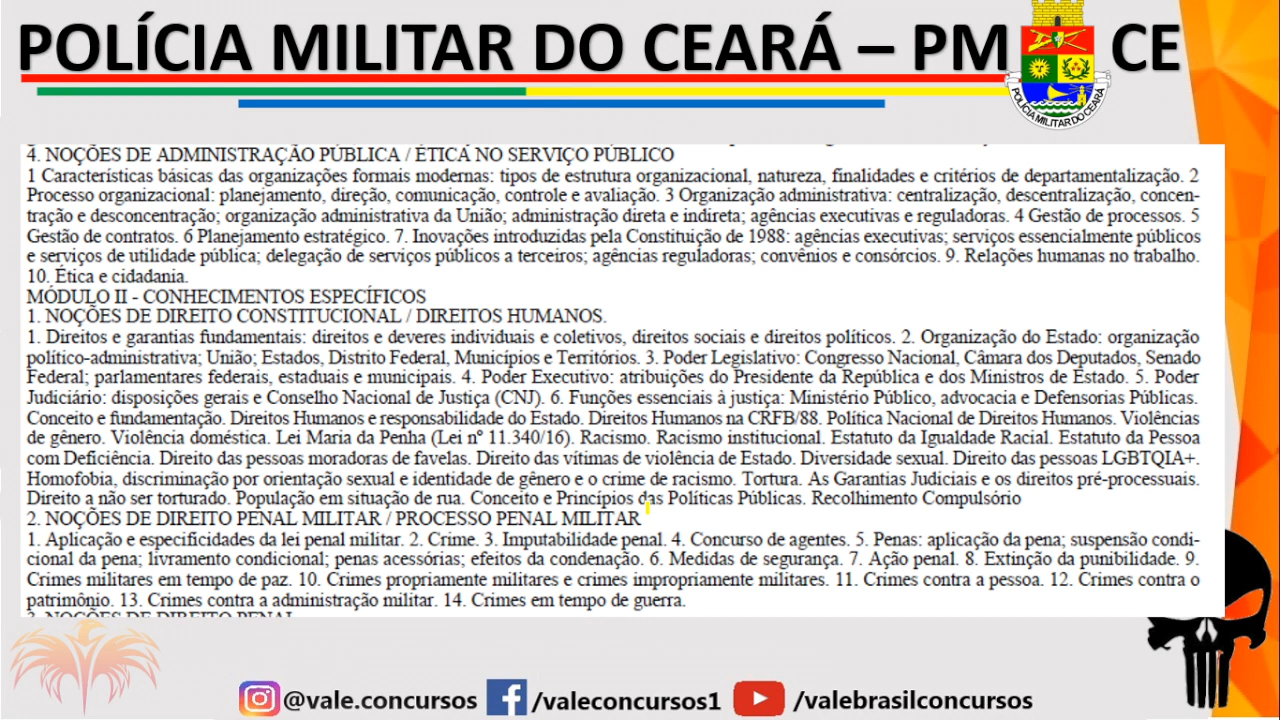 POLÍCIA MILITAR DO CEARÁ – PM CE
POLÍCIA MILITAR DO CEARÁ
4. NOÇÕES DE ADMINISTRAÇÃO PÚBLICA / ÉTICA NO SERVIÇO PÚBLICO
1 Características básicas das organizações formais modernas: tipos de estrutura organizacional, natureza, finalidades e critérios de departamentalização. 2
Processo organizacional: planejamento, direção, comunicação, controle e avaliação. 3 Organização administrativa: centralização, descentralização, concen-
tração e desconcentração; organização administrativa da União; administração direta e indireta; agências executivas e reguladoras. 4 Gestão de processos. 5
Gestão de contratos. 6 Planejamento estratégico. 7. Inovações introduzidas pela Constituição de 1988: agências executivas; serviços essencialmente públicos
e serviços de utilidade pública; delegação de serviços públicos a terceiros; agências reguladoras; convênios e consórcios. 9. Relações humanas no trabalho.
10. Ética e cidadania.
MÓDULO II - CONHECIMENTOS ESPECÍFICOS
1. NOÇÕES DE DIREITO CONSTITUCIONAL / DIREITOS HUMANOS.
1. Direitos e garantias fundamentais: direitos e deveres individuais e coletivos, direitos sociais e direitos políticos. 2. Organização do Estado: organização
político-administrativa; União; Estados, Distrito Federal, Municípios e Territórios. 3. Poder Legislativo: Congresso Nacional, Câmara dos Deputados, Senado
Federal; parlamentares federais, estaduais e municipais. 4. Poder Executivo: atribuições do Presidente da República e dos Ministros de Estado. 5. Poder
Judiciário: disposições gerais e Conselho Nacional de Justiça (CNJ). 6. Funções essenciais à justiça: Ministério Público, advocacia e Defensorias Públicas.
Conceito e fundamentação. Direitos Humanos e responsabilidade do Estado. Direitos Humanos na CRFB/88. Política Nacional de Direitos Humanos. Violências
de gênero. Violência doméstica. Lei Maria da Penha (Lei nº 11.340/16). Racismo. Racismo institucional. Estatuto da Igualdade Racial. Estatuto da Pessoa
com Deficiência. Direito das pessoas moradoras de favelas. Direito das vítimas de violência de Estado. Diversidade sexual. Direito das pessoas LGBTQIA+.
Homofobia, discriminação por orientação sexual e identidade de gênero e o crime de racismo. Tortura. As Garantias Judiciais e os direitos pré-processuais.
Direito a não ser torturado. População em situação de rua. Conceito e Princípios das Políticas Públicas. Recolhimento Compulsório
2. NOÇÕES DE DIREITO PENAL MILITAR / PROCESSO PENAL MILITAR
1. Aplicação e especificidades da lei penal militar. 2. Crime. 3. Imputabilidade penal. 4. Concurso de agentes. 5. Penas: aplicação da pena; suspensão condi-
cional da pena; livramento condicional; penas acessórias; efeitos da condenação. 6. Medidas de segurança. 7. Ação penal. 8. Extinção da punibilidade. 9.
Crimes militares em tempo de paz. 10. Crimes propriamente militares e crimes impropriamente militares. 11. Crimes contra a pessoa. 12. Crimes contra o
patrimônio. 13. Crimes contra a administração militar. 14. Crimes em tempo de guerra.
3. NOÇÕES DE DIREITO PENAL
@vale.concursos /valeconcursos1 /valebrasilconcursos